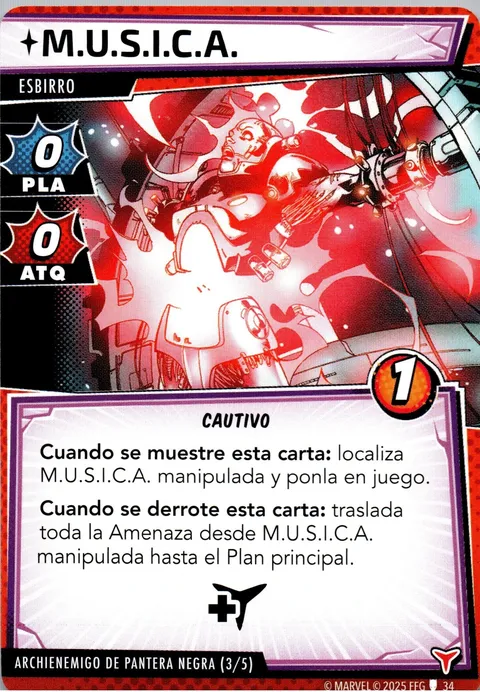 M.U.S.I.C.A.
ESBIRRO
0
PLA
0
ATQ
1
CAUTIVO
Cuando se muestre esta carta: localiza
M.U.S.I.C.A. manipulada y ponla en juego.
Cuando se derrote esta carta: traslada
toda la Amenaza desde M.U.S.I.C.A.
manipulada hasta el Plan principal.
ARCHIENEMIGO DE PANTERA NEGRA (3/5)
© MARVEL © 2025 FFG 34